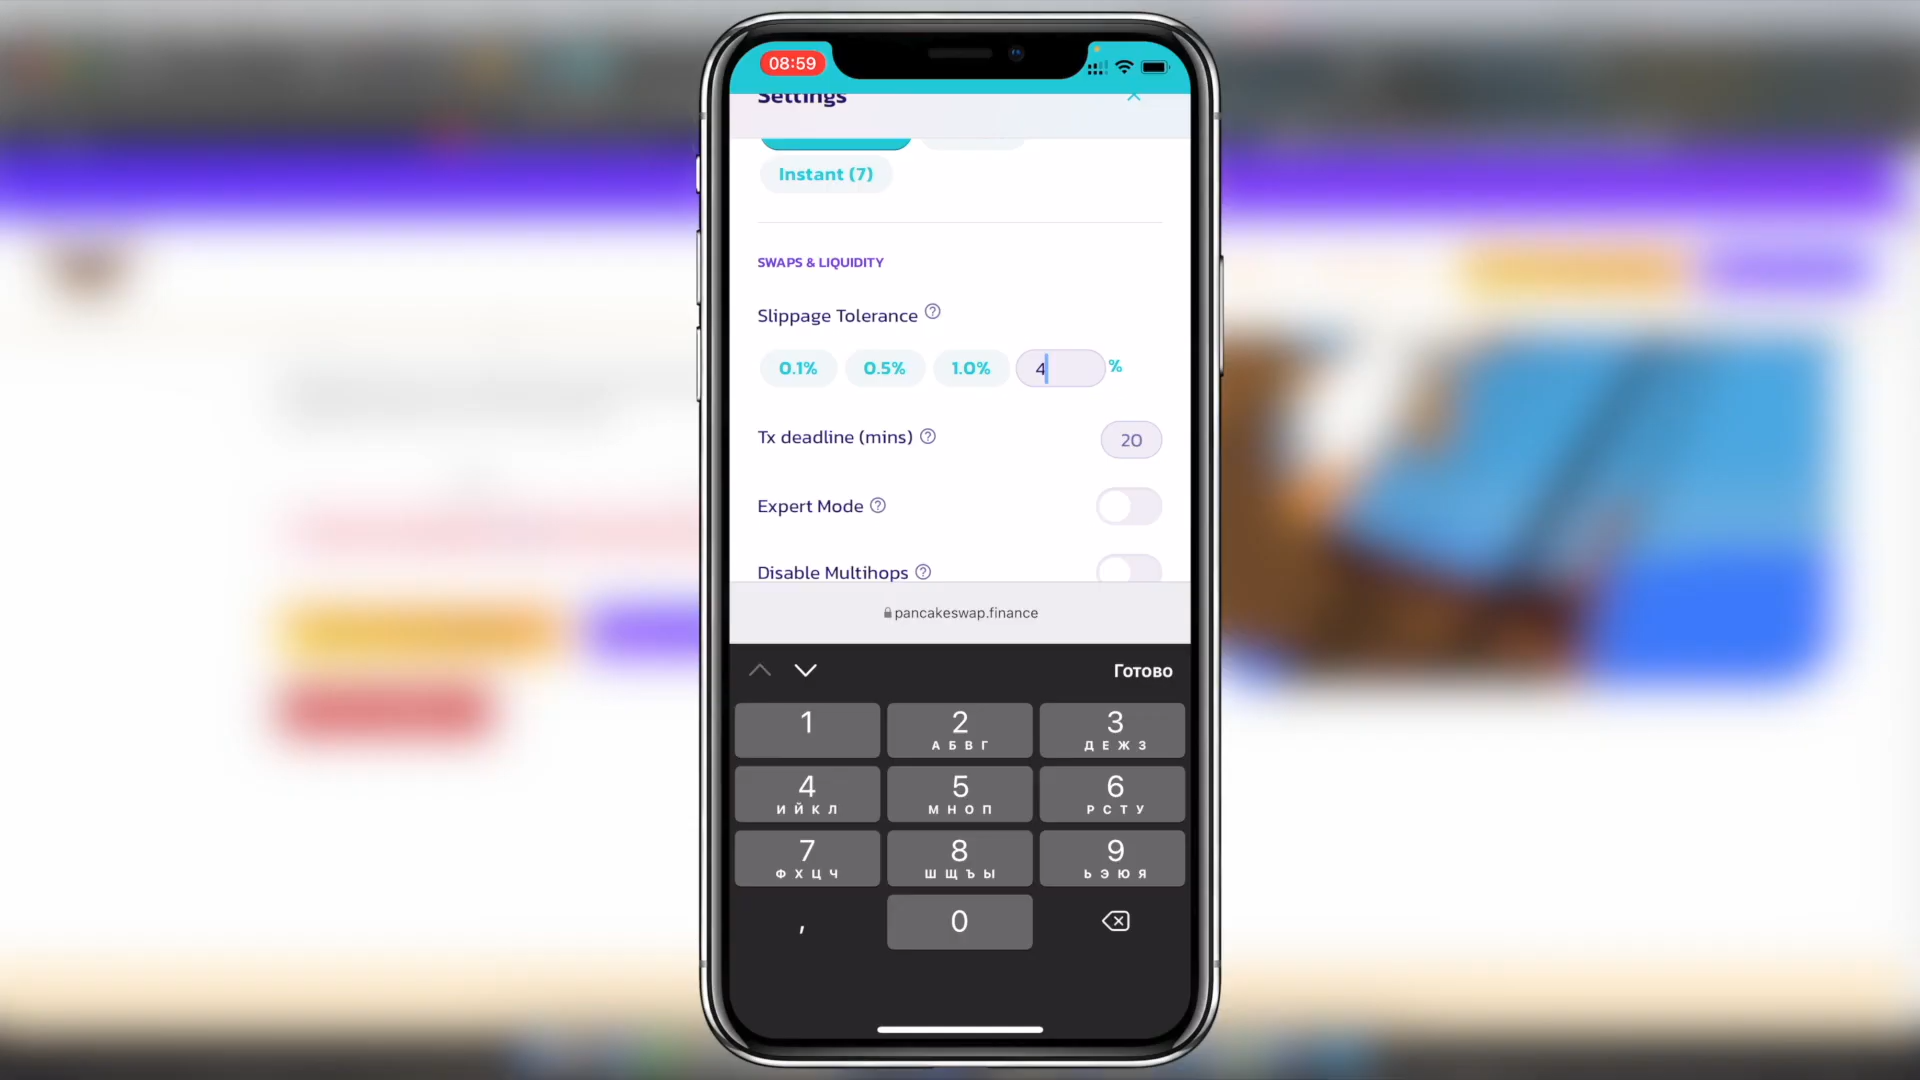 08:59
Settings
Instant (7)
SWAPS & LIQUIDITY
Slippage Tolerance ?
0.1% 0.5% 1.0% 4 %
Tx deadline (mins) ? 20
Expert Mode ?
Disable Multihops ?
pancakeswap.finance
Готово
1 2 3
А Б В Г Д Е Ж З
4 5 6
И Й К Л М Н О П Р С Т У
7 8 9
Ф Х Ц Ч Ш Щ Ъ Ы Ь Э Ю Я
, 0